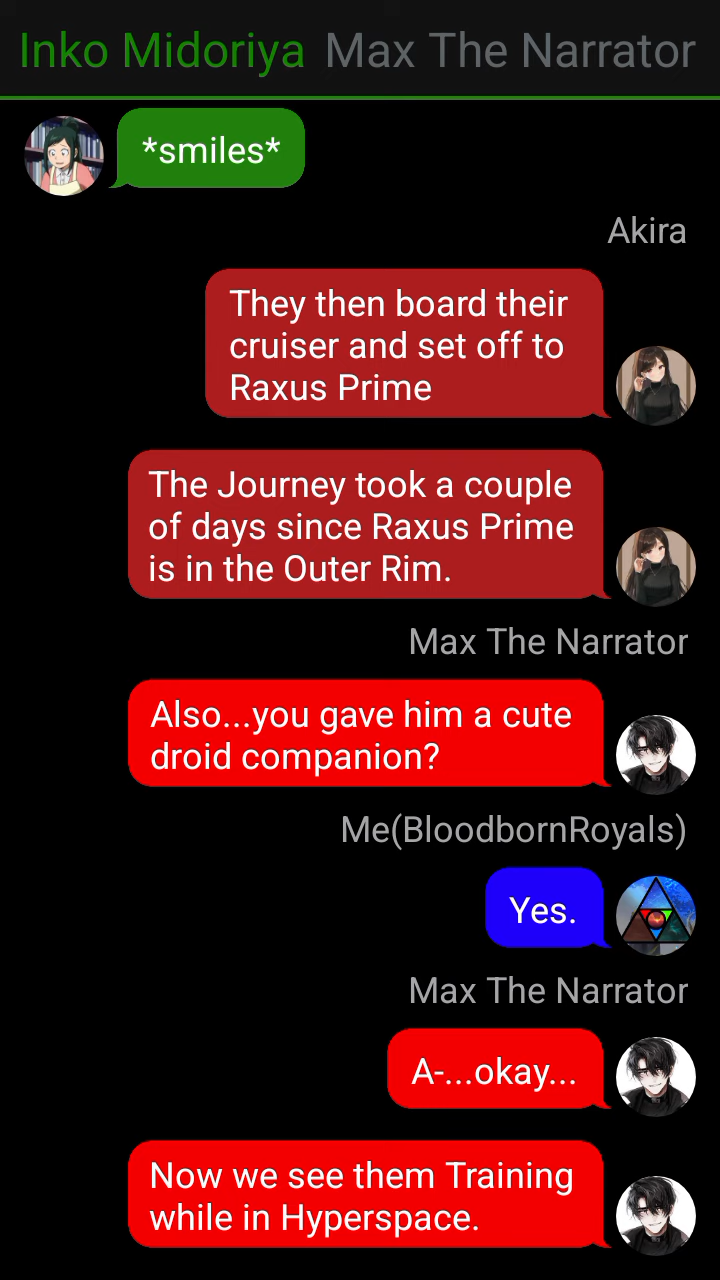 Inko Midoriya Max The Narrator
*smiles*
Akira
They then board their
cruiser and set off to
Raxus Prime
The Journey took a couple
of days since Raxus Prime
is in the Outer Rim.
Max The Narrator
Also...you gave him a cute
droid companion?
Me(BloodbornRoyals)
Yes.
Max The Narrator
A-...okay...
Now we see them Training
while in Hyperspace.